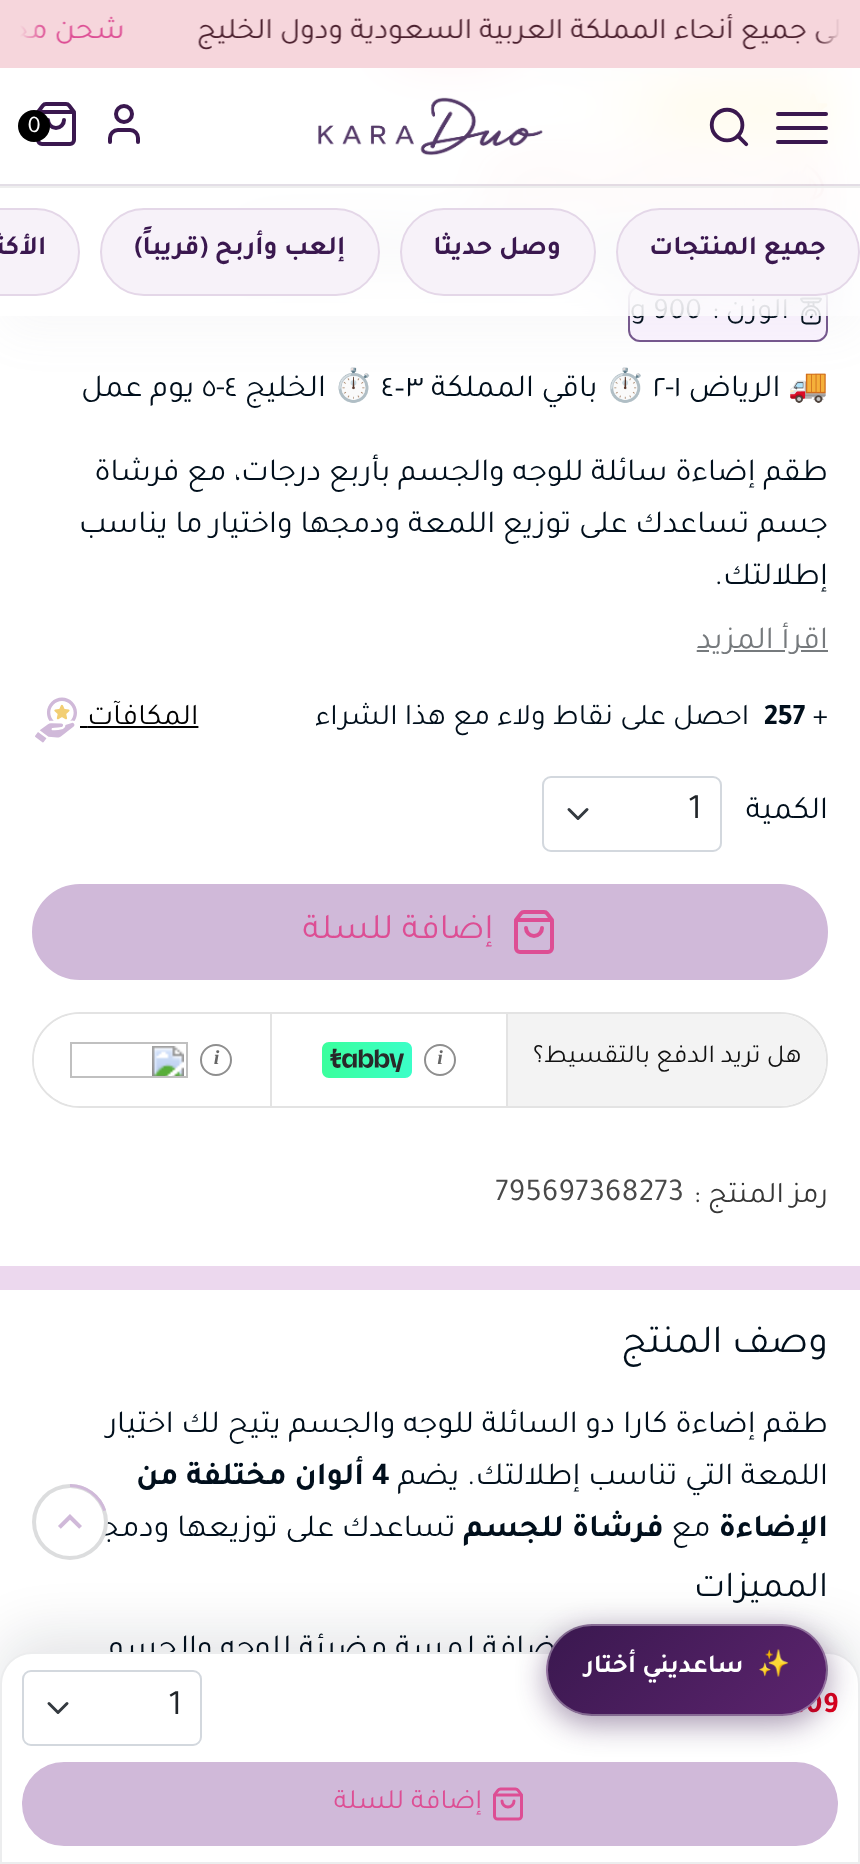 جميع أنحاء المملكة العربية السعودية ودول الخليج شحن
KARA Duo
0
جميع المنتجات
وصل حديثا
إلعب وأربح (قريباً)
الوزن : 900 g
🚚 الرياض ١-٢ ⏱️ باقي المملكة ٣-٤ ⏱️ الخليج ٤-٥ يوم عمل
طقم إضاءة سائلة للوجه والجسم بأربع درجات، مع فرشاة
جسم تساعدك على توزيع اللمعة ودمجها واختيار ما يناسب
إطلالتك.
اقرأ المزيد
+ 257 احصل على نقاط ولاء مع هذا الشراء
المكافآت
الكمية
1
إضافة للسلة
هل تريد الدفع بالتقسيط؟
i tabby
i
رمز المنتج : 795697368273
وصف المنتج
طقم إضاءة كارا دو السائلة للوجه والجسم يتيح لك اختيار
اللمعة التي تناسب إطلالتك. يضم 4 ألوان مختلفة من
الإضاءة مع فرشاة للجسم تساعدك على توزيعها
المميزات
لمسة مضيئة للوجه والجسم
✨ ساعديني أختار
1
إضافة للسلة